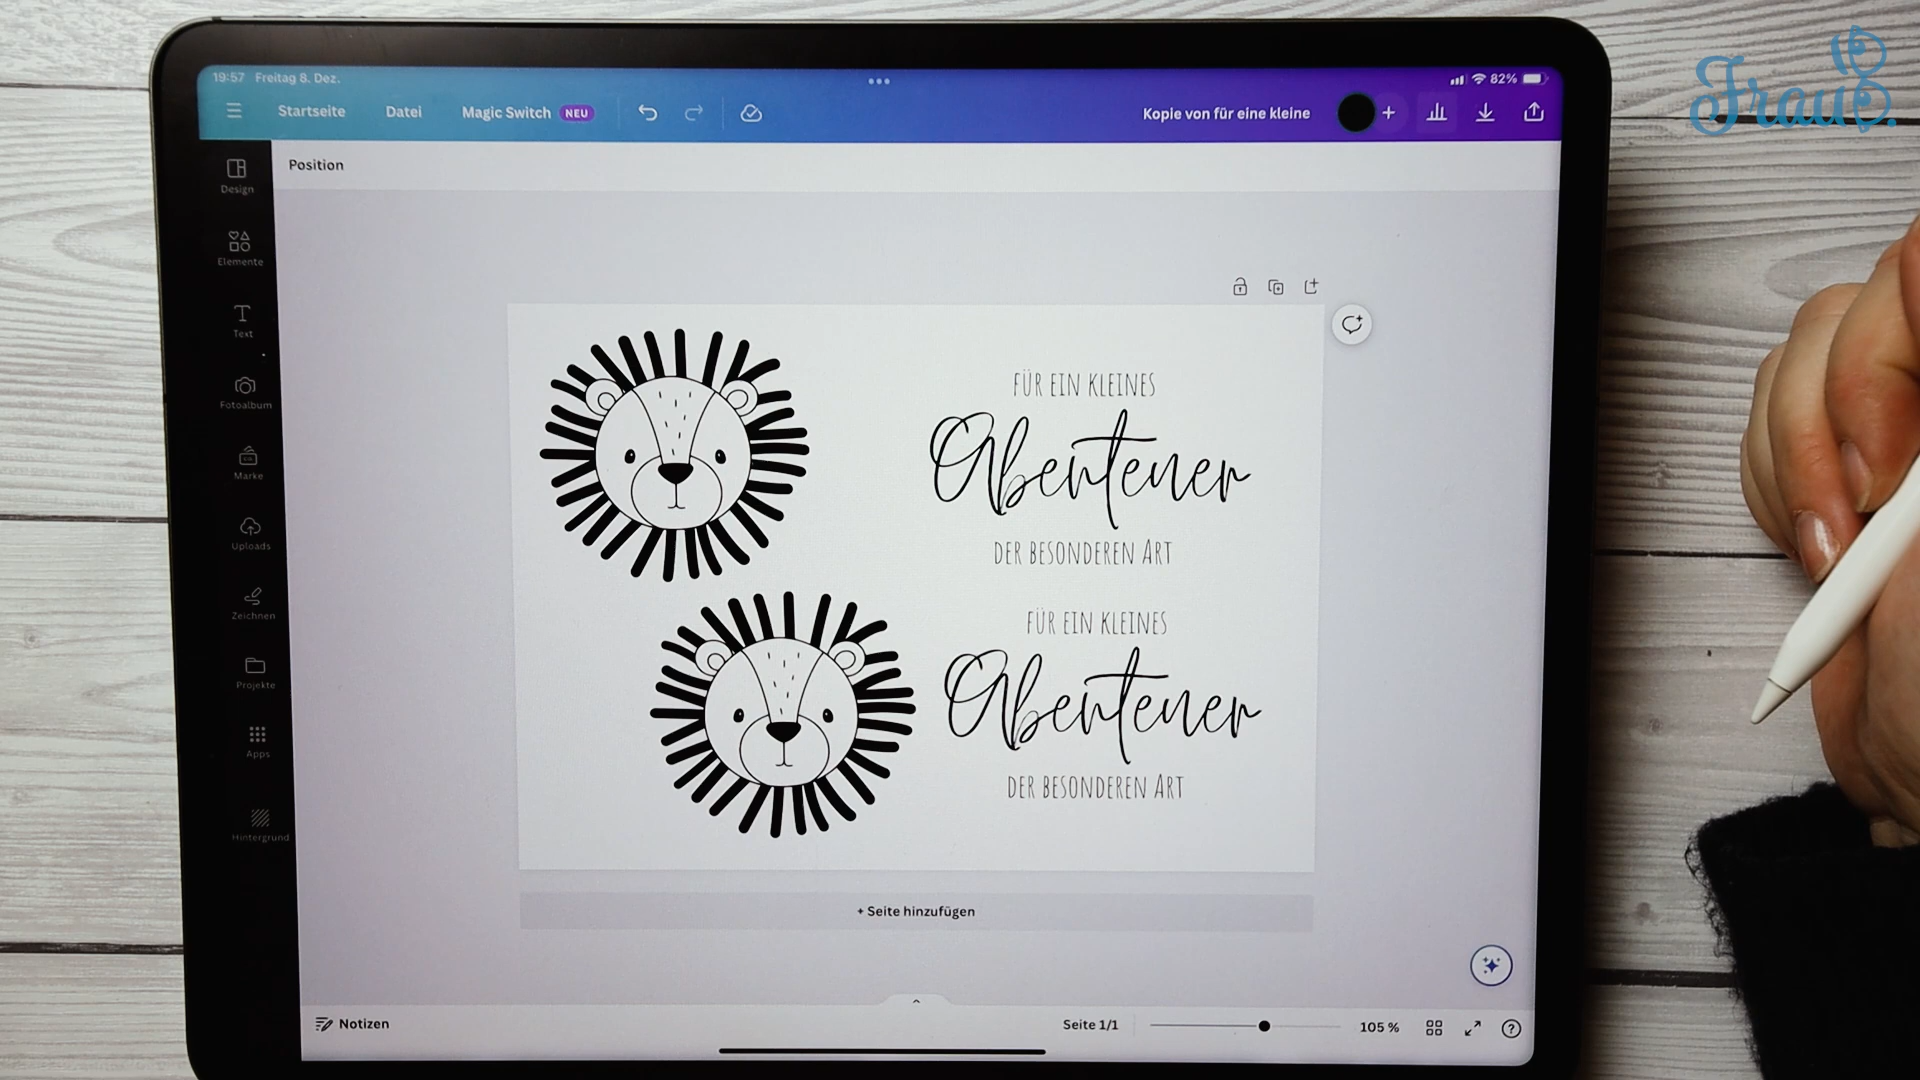 Frau B.
19:57 Freitag 8. Dez.
82%
Startseite Datei Magic Switch NEU
Kopie von für eine kleine
Position
Design
Elemente
Text
Fotoalbum
Marke
Uploads
Zeichnen
Projekte
Apps
Hintergrund
FÜR EIN KLEINES
Abenteuer
DER BESONDEREN ART
FÜR EIN KLEINES
Abenteuer
DER BESONDEREN ART
+ Seite hinzufügen
Notizen
Seite 1/1
105 %